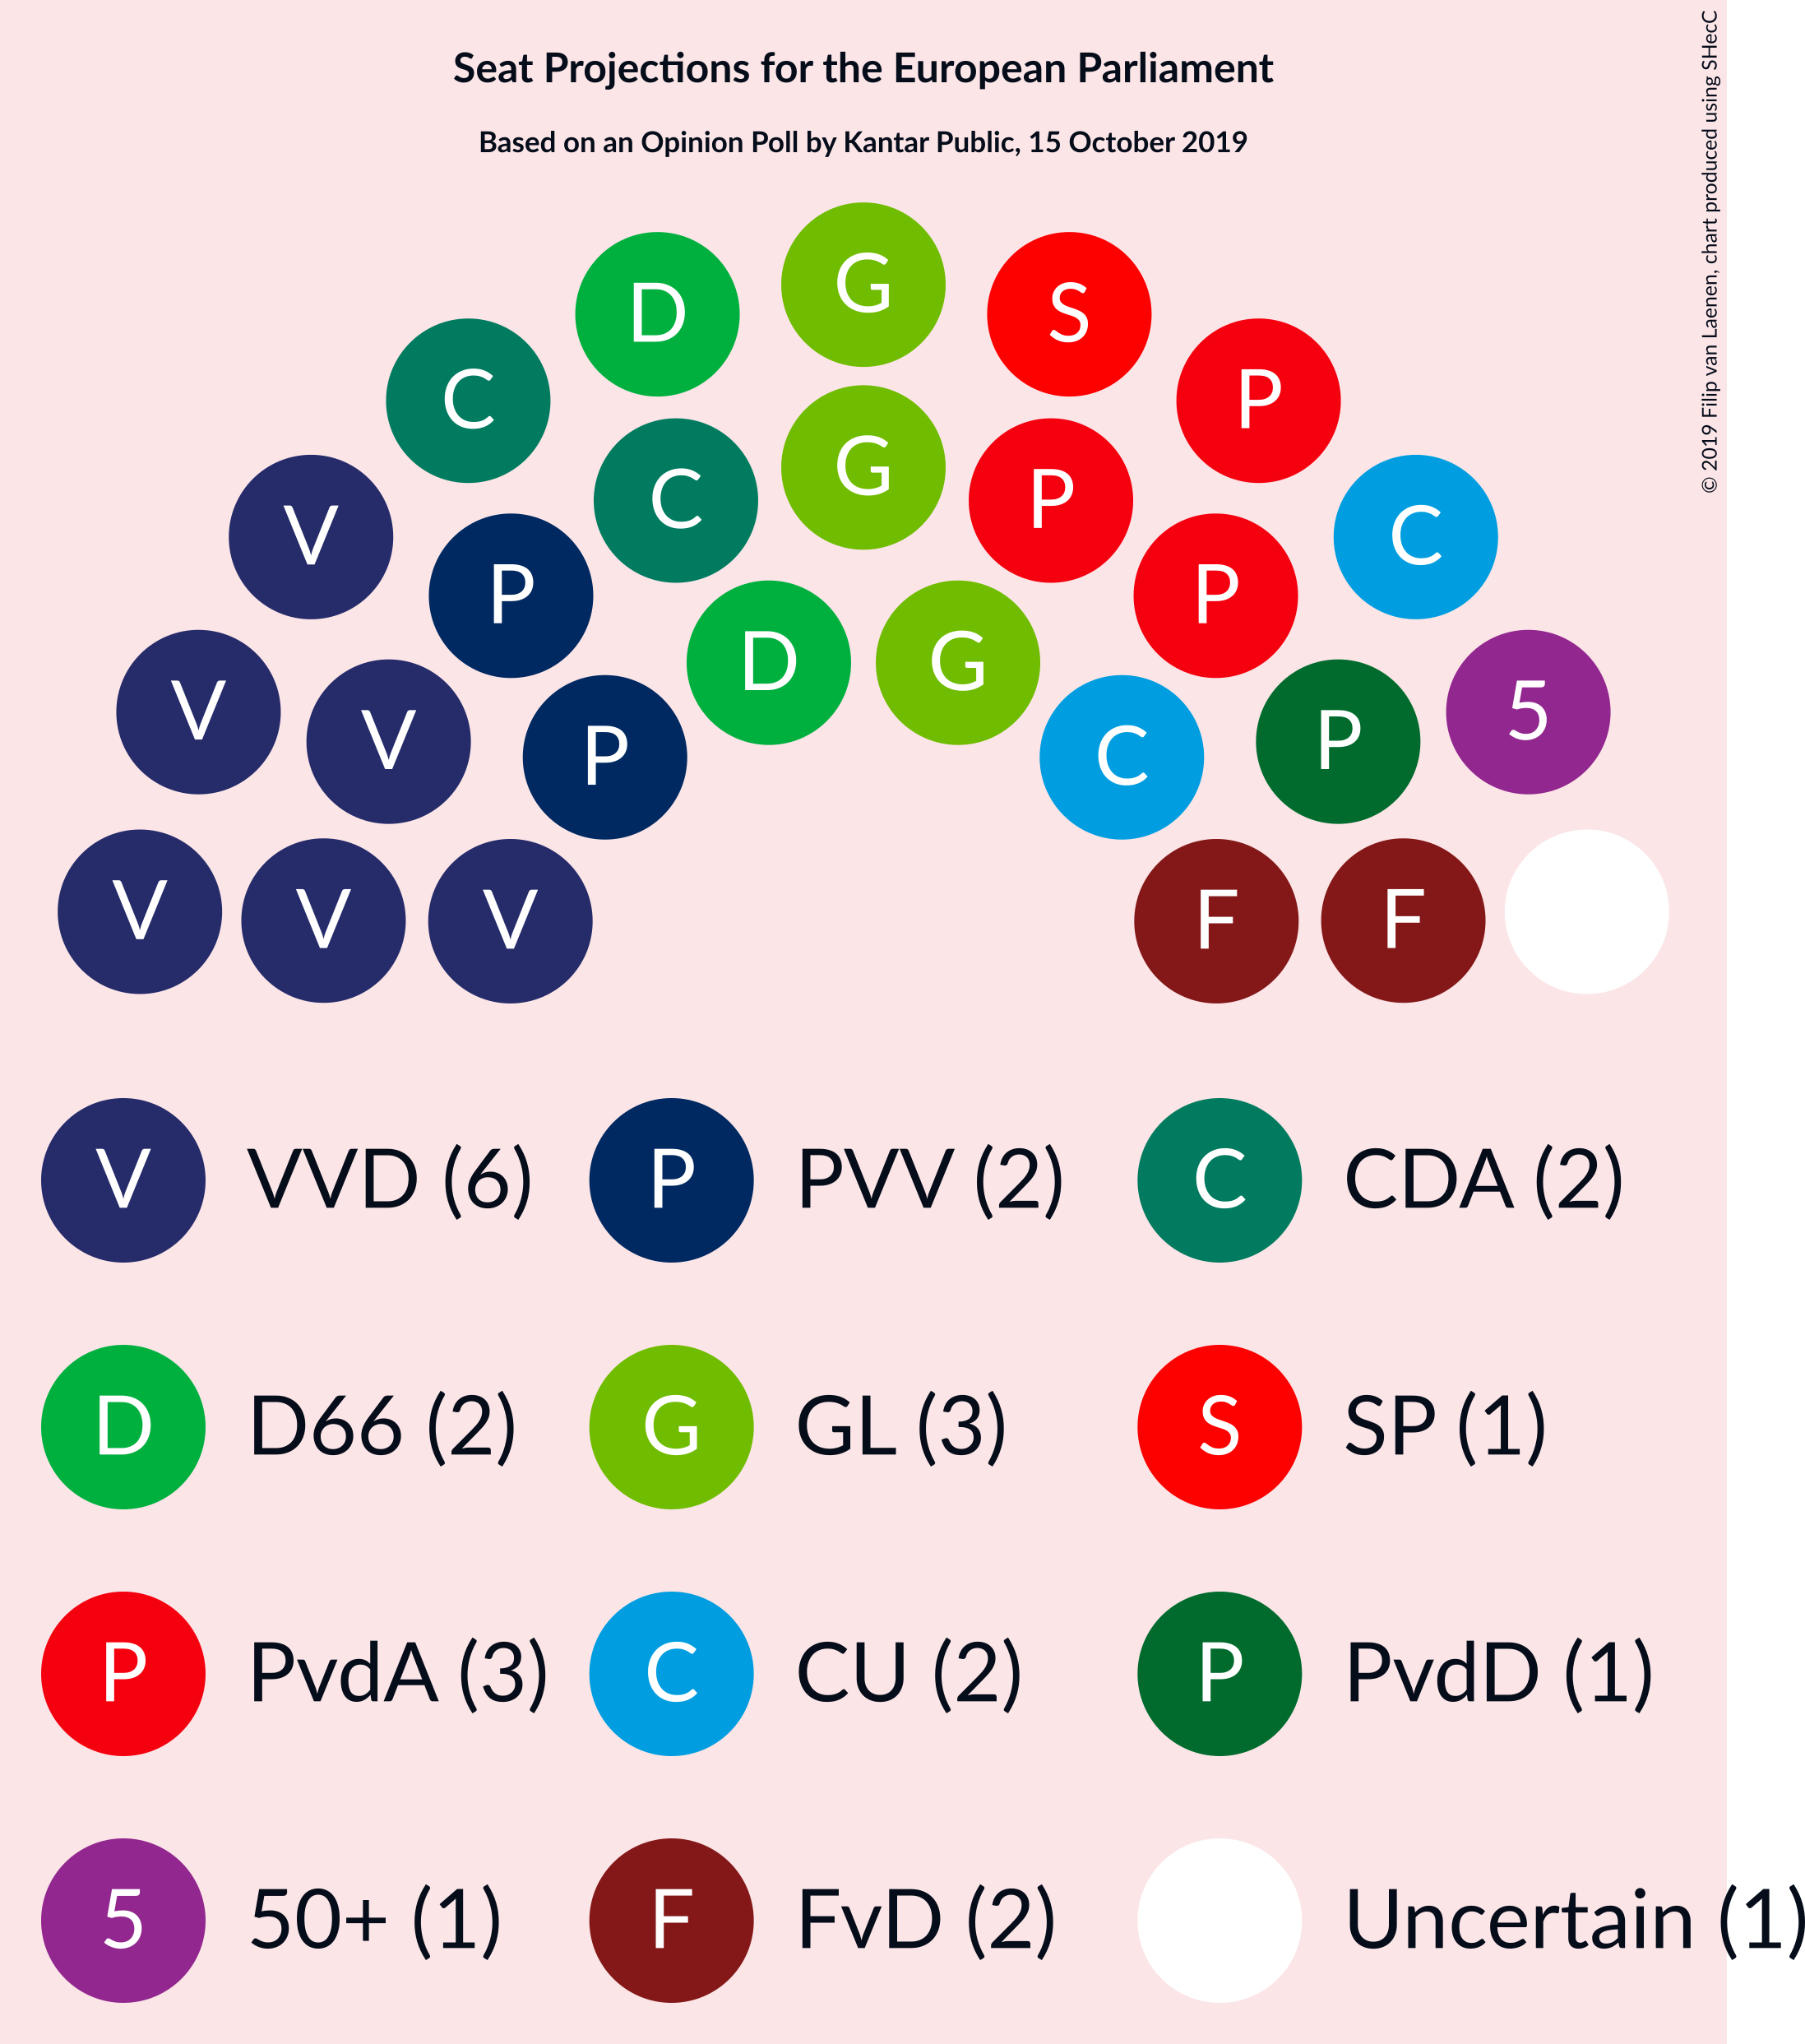 Seat Projections for the European Parliament
Based on an Opinion Poll by Kantar Public, 15 October 2019
© 2019 Filip van Laenen, chart produced using SHecC
G
D S
C P
G
C P
V C
P P
D G
V 5
V P
P C
V F
V F
V
V VVD (6) P PVV (2) C CDA (2)
D D66 (2) G GL (3) S SP (1)
P PvdA (3) C CU (2) P PvdD (1)
5 50+ (1) F FvD (2) Uncertain (1)